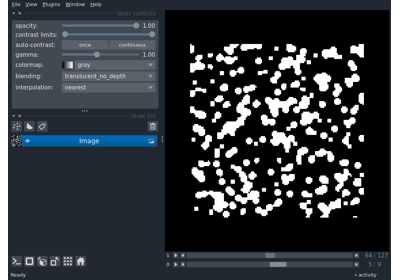 File View Plugins Window Help
layer controls
opacity: 1.00
contrast limits:
auto-contrast: once continuous
gamma: 1.00
colormap: gray
blending: translucent_no_depth
interpolation: nearest
layer list
Image
1 64 127
0 5 9
Ready activity